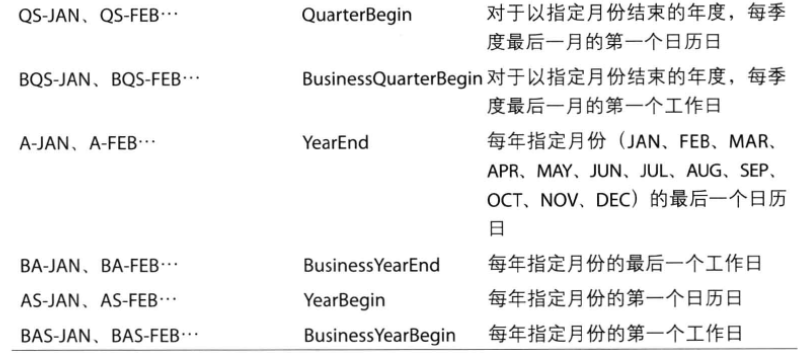 QS-JAN、QS-FEB… QuarterBegin 对于以指定月份结束的年度，每季
度最后一月的第一个日历日
BQS-JAN、BQS-FEB… BusinessQuarterBegin 对于以指定月份结束的年度，每季
度最后一月的第一个工作日
A-JAN、A-FEB… YearEnd 每年指定月份（JAN、FEB、MAR、
APR、MAY、JUN、JUL、AUG、SEP、
OCT、NOV、DEC）的最后一个日历
日
BA-JAN、BA-FEB… BusinessYearEnd 每年指定月份的最后一个工作日
AS-JAN、AS-FEB… YearBegin 每年指定月份的第一个日历日
BAS-JAN、BAS-FEB… BusinessYearBegin 每年指定月份的第一个工作日